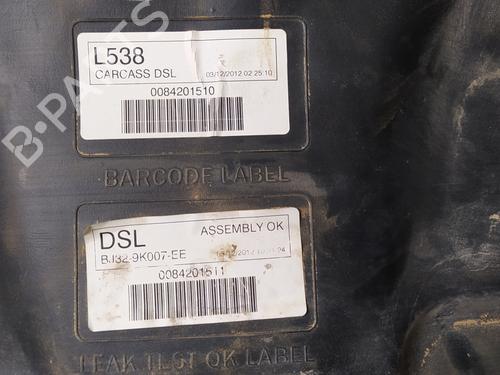 L538
CARCASS DSL 03/12/2012 02:25:10
0084201510
BARCODE LABEL
DSL ASSEMBLY OK
BJ32-9K007-EE
0084201511
LEAK TEST OK LABEL
B-PARTS